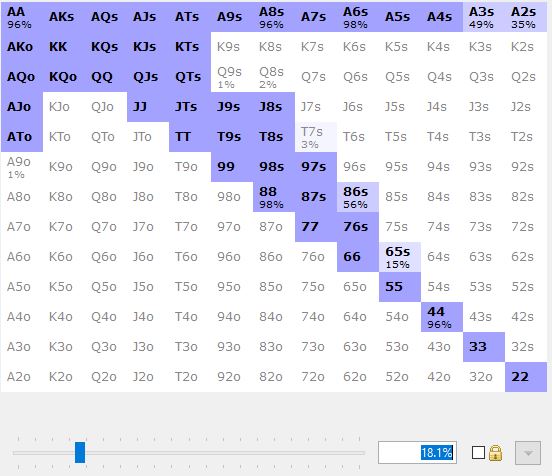 AA AKs AQs AJs ATs A9s A8s A7s A6s A5s A4s A3s A2s
96% 96% 98% 49% 35%
AKo KK KQs KJs KTs K9s K8s K7s K6s K5s K4s K3s K2s
AQo KQo QQ QJs QTs Q9s Q8s Q7s Q6s Q5s Q4s Q3s Q2s
1% 2%
AJo KJo QJo JJ JTs J9s J8s J7s J6s J5s J4s J3s J2s
ATo KTo QTo JTo TT T9s T8s T7s T6s T5s T4s T3s T2s
3%
A9o K9o Q9o J9o T9o 99 98s 97s 96s 95s 94s 93s 92s
1%
A8o K8o Q8o J8o T8o 98o 88 87s 86s 85s 84s 83s 82s
98% 56%
A7o K7o Q7o J7o T7o 97o 87o 77 76s 75s 74s 73s 72s
A6o K6o Q6o J6o T6o 96o 86o 76o 66 65s 64s 63s 62s
15%
A5o K5o Q5o J5o T5o 95o 85o 75o 65o 55 54s 53s 52s
A4o K4o Q4o J4o T4o 94o 84o 74o 64o 54o 44 43s 42s
96%
A3o K3o Q3o J3o T3o 93o 83o 73o 63o 53o 43o 33 32s
A2o K2o Q2o J2o T2o 92o 82o 72o 62o 52o 42o 32o 22
18.1%